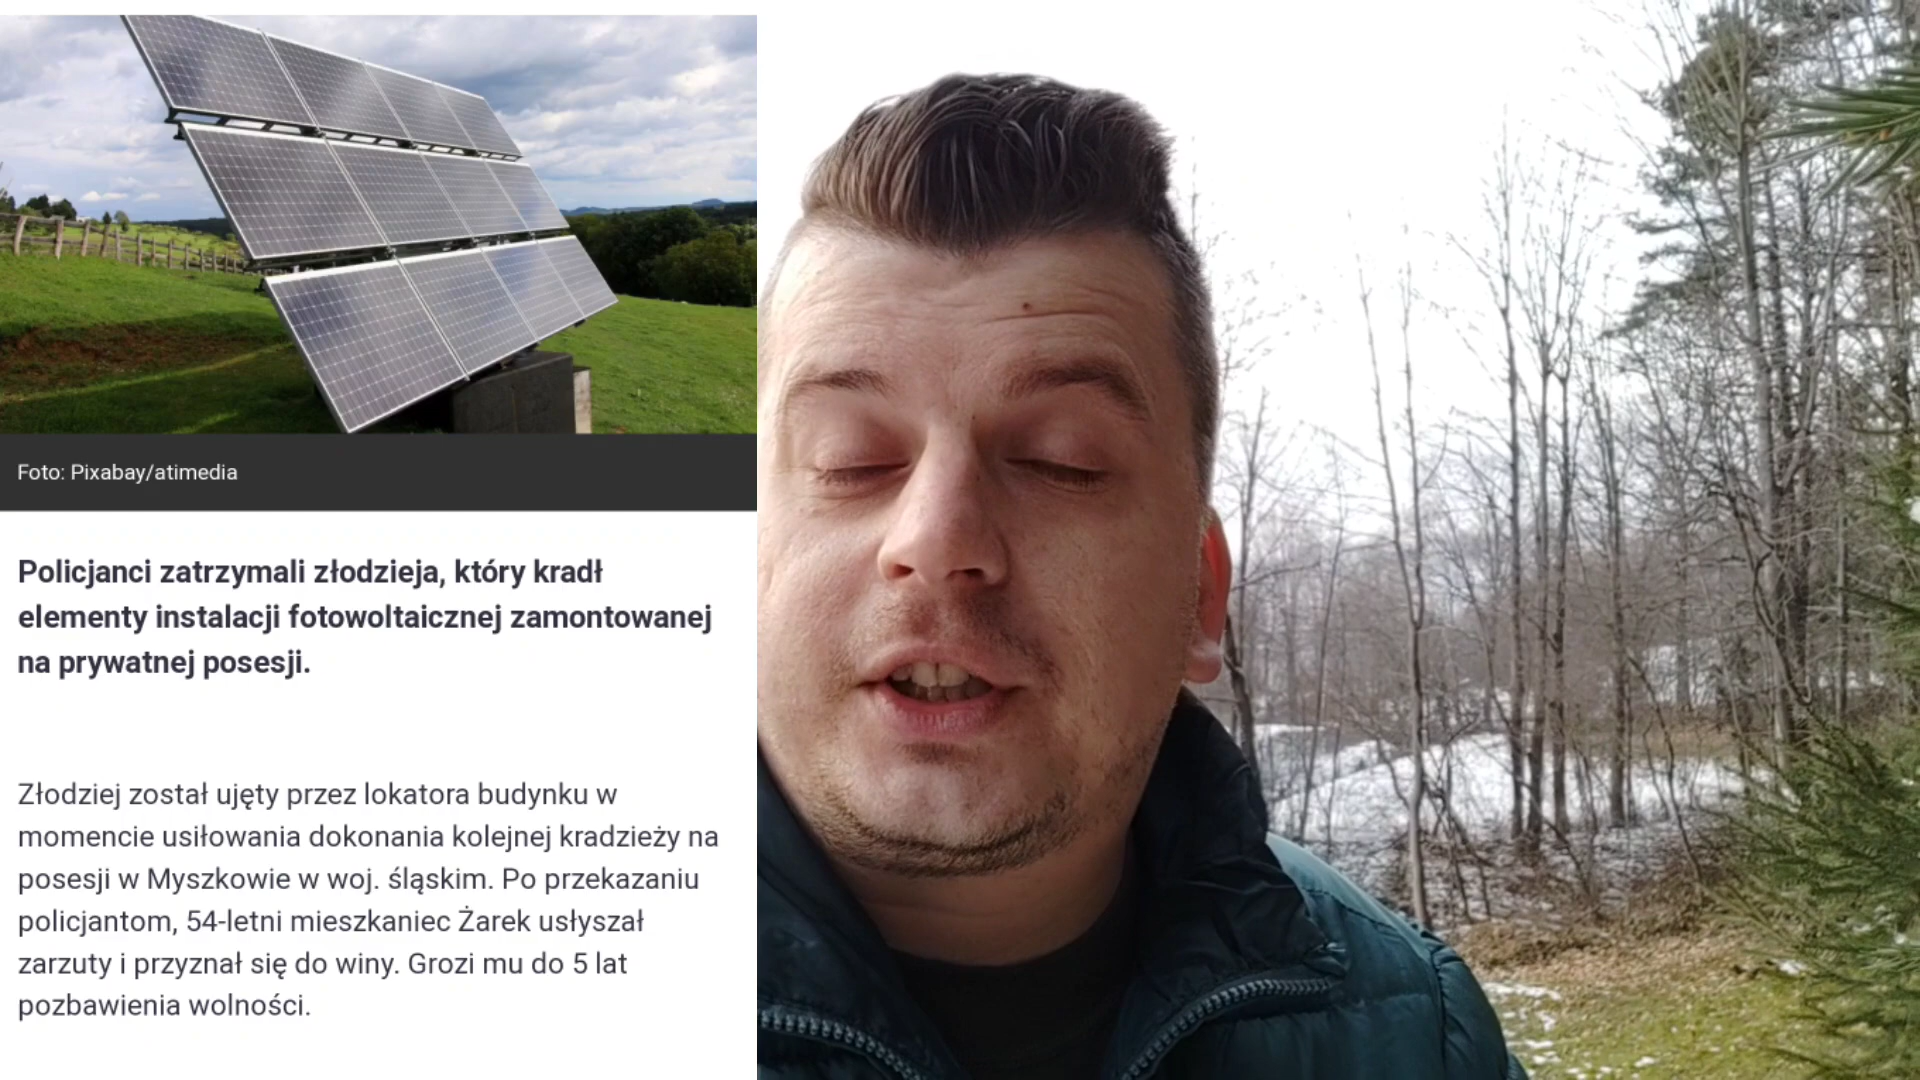 Foto: Pixabay/atimedia
Policjanci zatrzymali złodzieja, który kradł
elementy instalacji fotowoltaicznej zamontowanej
na prywatnej posesji.
Złodziej został ujęty przez lokatora budynku w
momencie usiłowania dokonania kolejnej kradzieży na
posesji w Myszkowie w woj. śląskim. Po przekazaniu
policjantom, 54-letni mieszkaniec Żarek usłyszał
zarzuty i przyznał się do winy. Grozi mu do 5 lat
pozbawienia wolności.